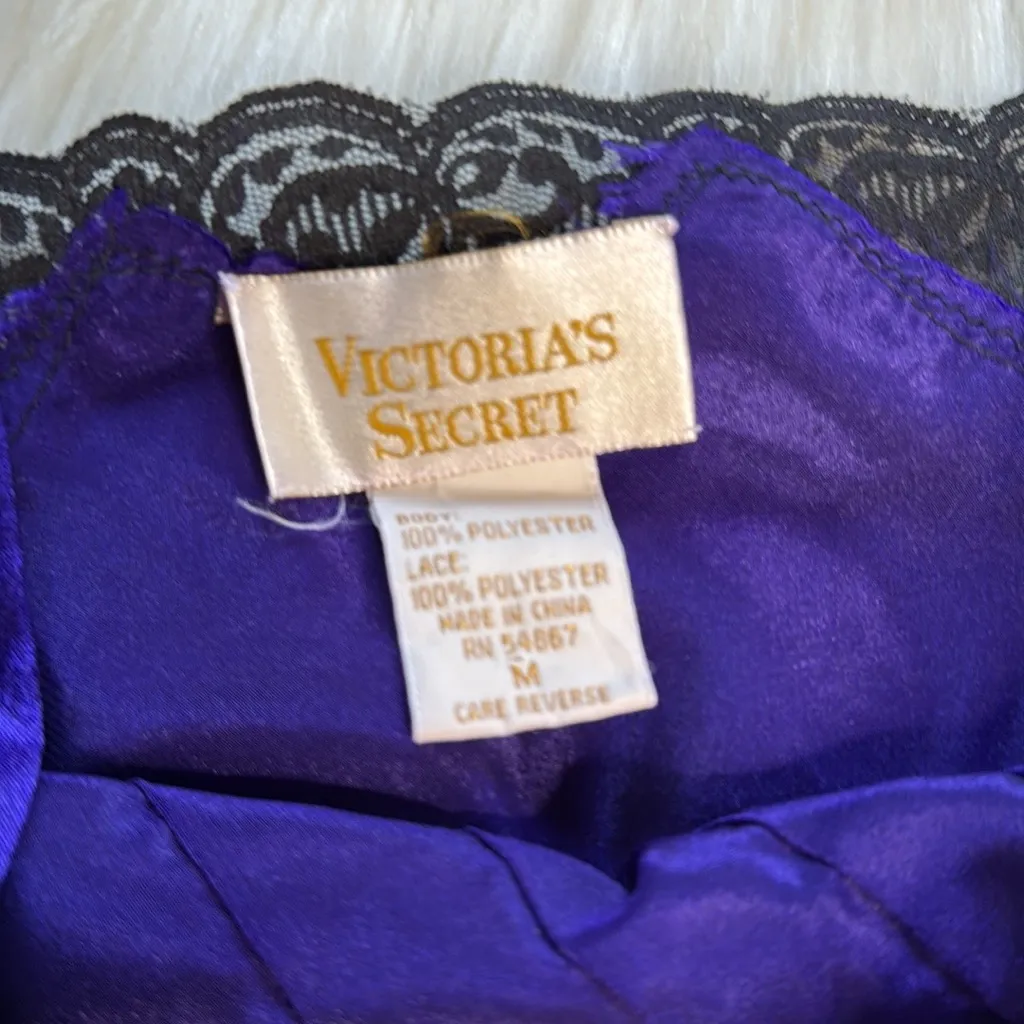 VICTORIA'S
SECRET
BODY:
100% POLYESTER
LACE:
100% POLYESTER
MADE IN CHINA
RN 54867
M
CARE REVERSE